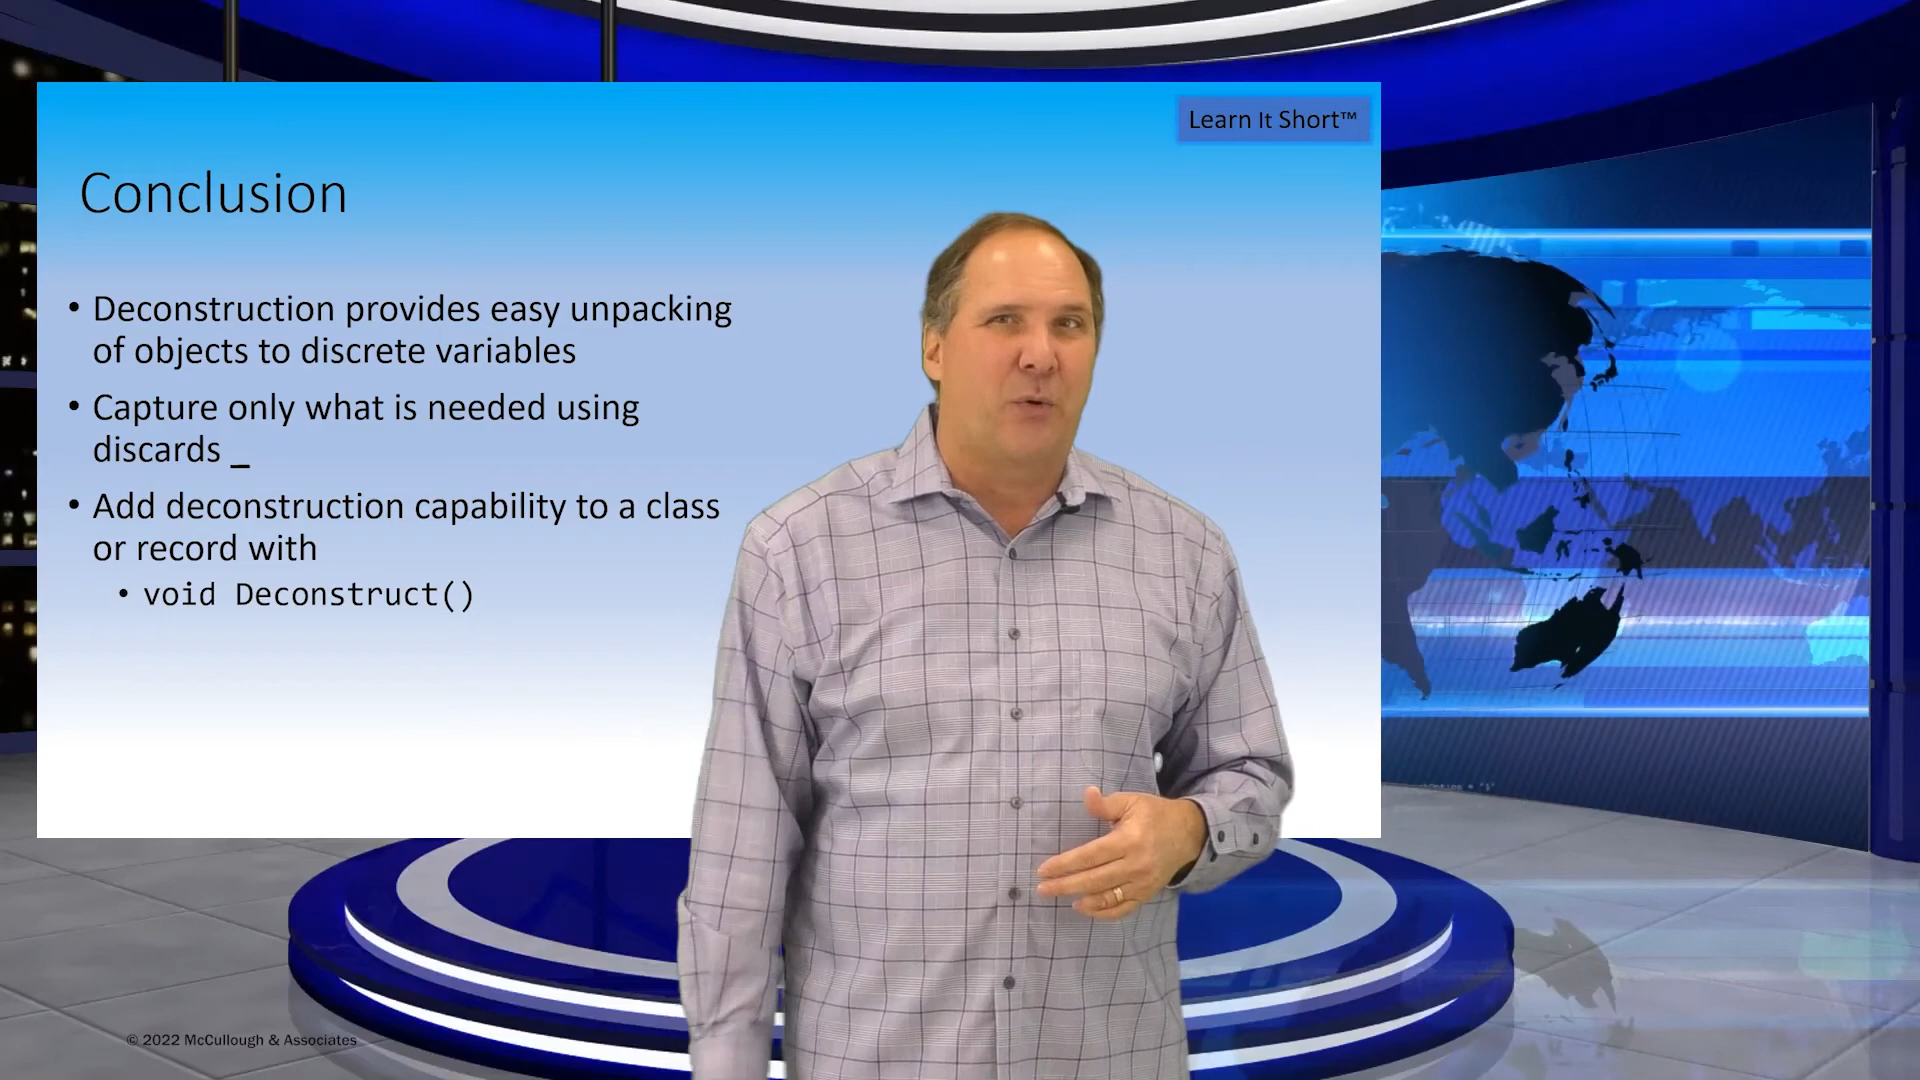 Learn It Short™
Conclusion
• Deconstruction provides easy unpacking
of objects to discrete variables
• Capture only what is needed using
discards _
• Add deconstruction capability to a class
or record with
• void Deconstruct()
© 2022 McCullough & Associates